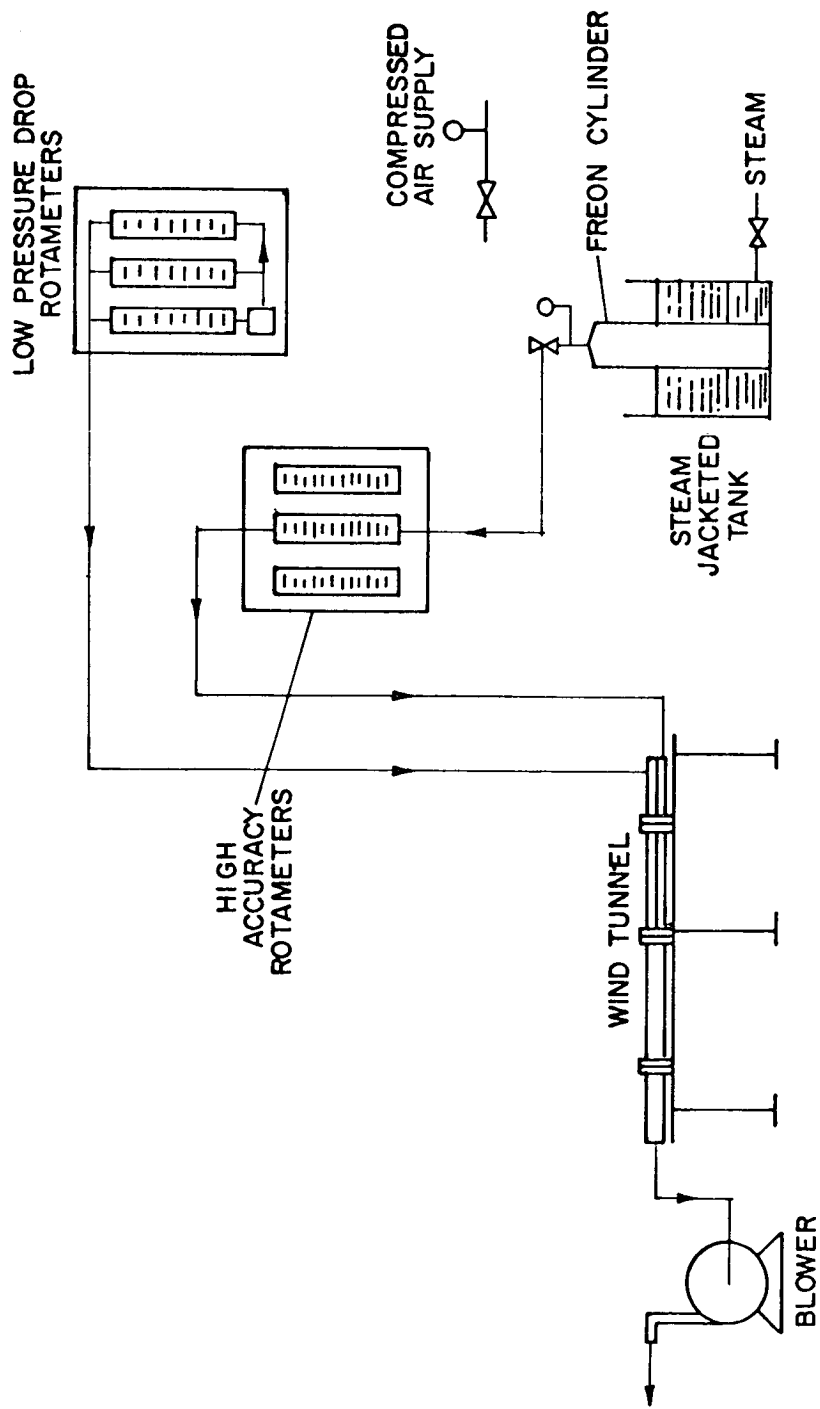 LOW PRESSURE DROP
ROTAMETERS
COMPRESSED
AIR SUPPLY
FREON CYLINDER
STEAM
STEAM
JACKETED
TANK
HIGH
ACCURACY
ROTAMETERS
WIND TUNNEL
BLOWER